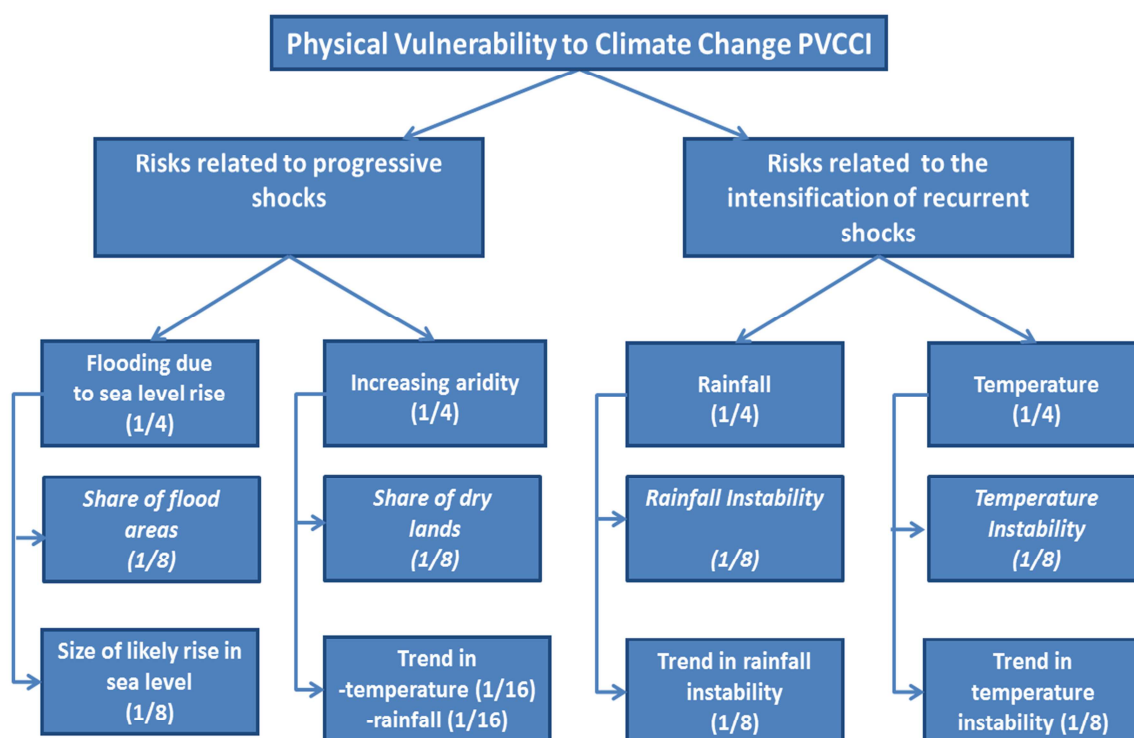 Physical Vulnerability to Climate Change PVCCI
Risks related to progressive
shocks
Risks related to the
intensification of recurrent
shocks
Flooding due
to sea level rise
(1/4)
Increasing aridity
(1/4)
Rainfall
(1/4)
Temperature
(1/4)
Share of flood
areas
(1/8)
Share of dry
lands
(1/8)
Rainfall Instability
(1/8)
Temperature
Instability
(1/8)
Size of likely rise in
sea level
(1/8)
Trend in
-temperature (1/16)
-rainfall (1/16)
Trend in rainfall
instability
(1/8)
Trend in
temperature
instability (1/8)